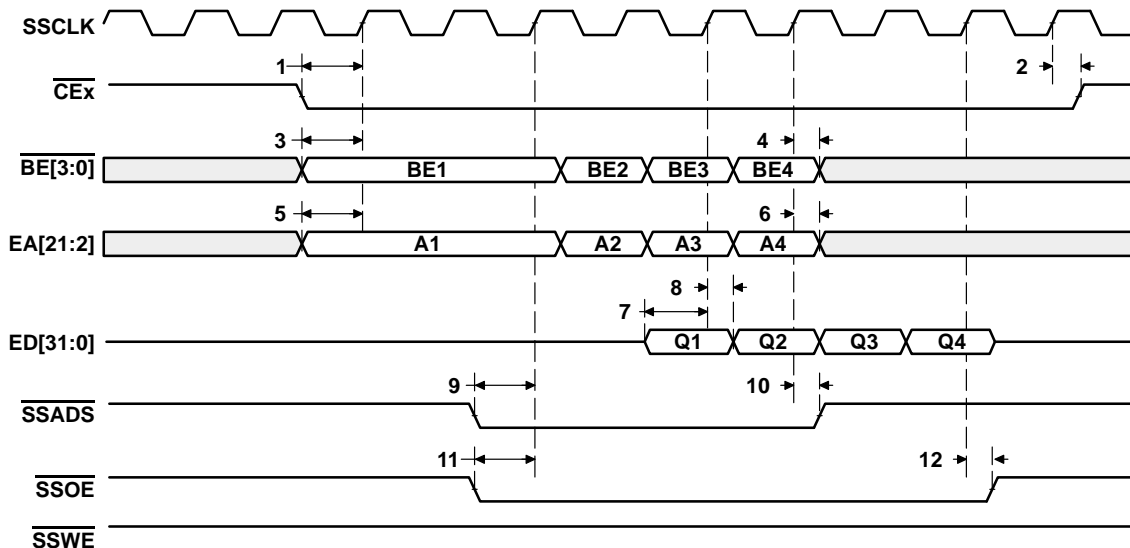 SSCLK
1
2
CEx
3
4
BE[3:0]
BE1
BE2
BE3
BE4
5
6
EA[21:2]
A1
A2
A3
A4
8
7
ED[31:0]
Q1
Q2
Q3
Q4
9
10
SSADS
11
12
SSOE
SSWE